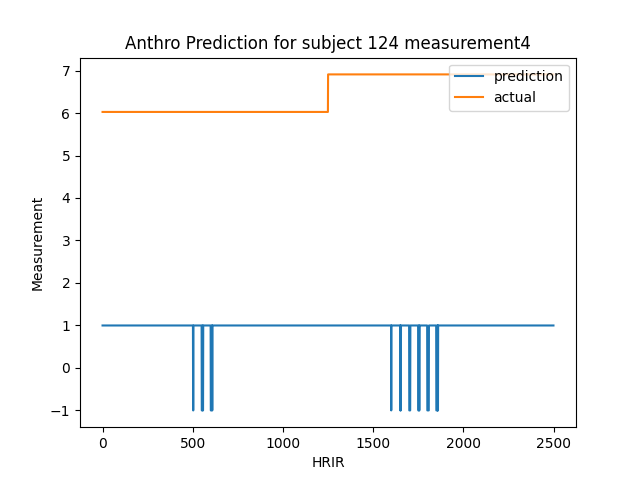 Anthro Prediction for subject 124 measurement4
prediction
actual
Measurement
7
6
5
4
3
2
1
0
−1
0 500 1000 1500 2000 2500
HRIR